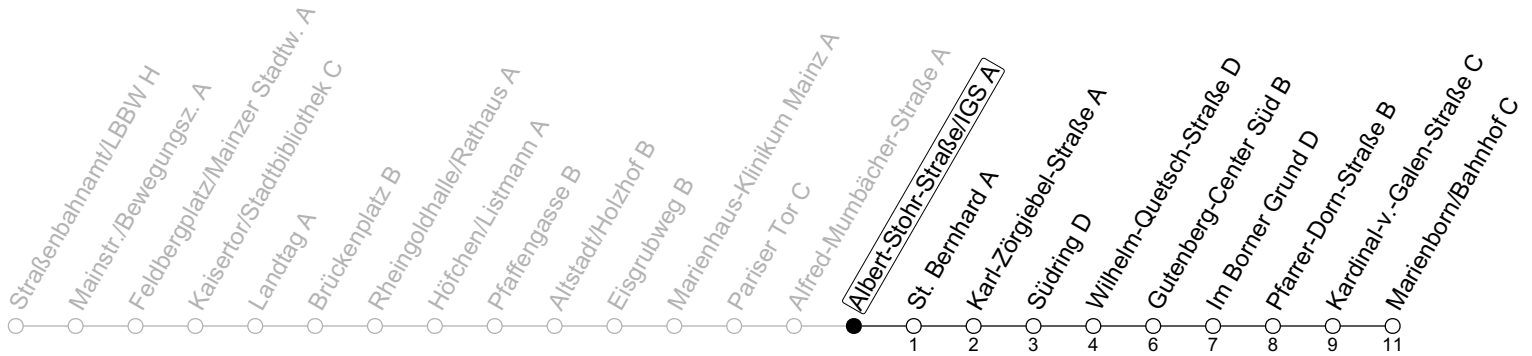 Straßenbahnamt/LBBW H
Mainstr./Bewegungsz. A
Feldbergplatz/Mainzer Stadtw. A
Kaisertor/Stadtbibliothek C
Landtag A
Brückenplatz B
Rheingoldhalle/Rathaus A
Höfchen/Listmann A
Pfaffengasse B
Altstadt/Holzhof B
Eisgrubweg B
Marienhaus-Klinikum Mainz A
Pariser Tor C
Alfred-Mumbächer-Straße A
Albert-Stohr-Straße/IGS A
St. Bernhard A
Karl-Zörgiebel-Straße A
Südring D
Wilhelm-Quetsch-Straße D
Gutenberg-Center Süd B
Im Borner Grund D
Pfarrer-Dorn-Straße B
Kardinal-v.-Galen-Straße C
Marienborn/Bahnhof C
1 2 3 4 6 7 8 9 11